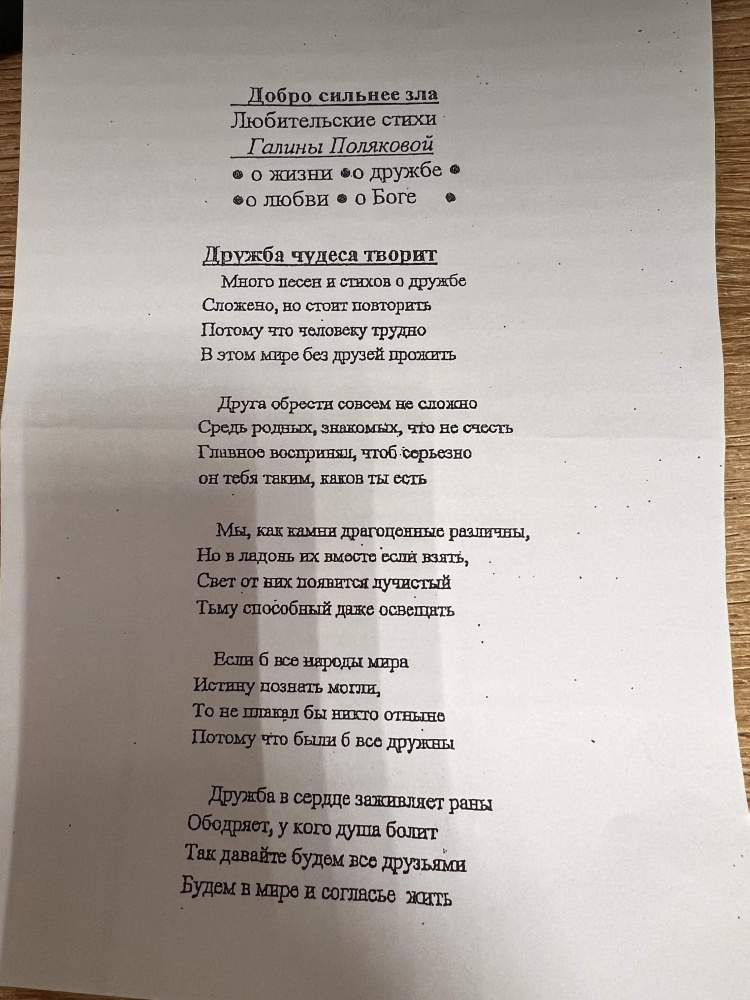 Добро сильнее зла
Любительские стихи
Галины Поляковой
• о жизни • о дружбе •
• о любви • о Боге •
Дружба чудеса творит
Много песен и стихов о дружбе
Сложено, но стоит повторить
Потому что человеку трудно
В этом мире без друзей прожить
Друга обрести совсем не сложно
Средь родных, знакомых, что не счесть
Главное воспринял, чтоб серьезно
он тебя таким, каков ты есть
Мы, как камни драгоценные различны,
Но в ладонь их вместе если взять,
Свет от них появится лучистый
Тьму способный даже освещать
Если б все народы мира
Истину познать могли,
То не плакал бы никто отныне
Потому что были б все дружны
Дружба в сердце заживляет раны
Ободряет, у кого душа болит
Так давайте будем все друзьями
Будем в мире и согласье жить